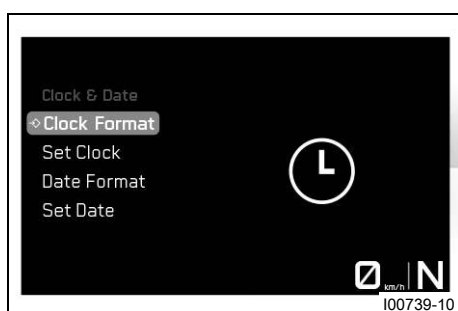 Clock & Date
Clock Format
Set Clock
Date Format
Set Date
0 km/h N
I00739-10